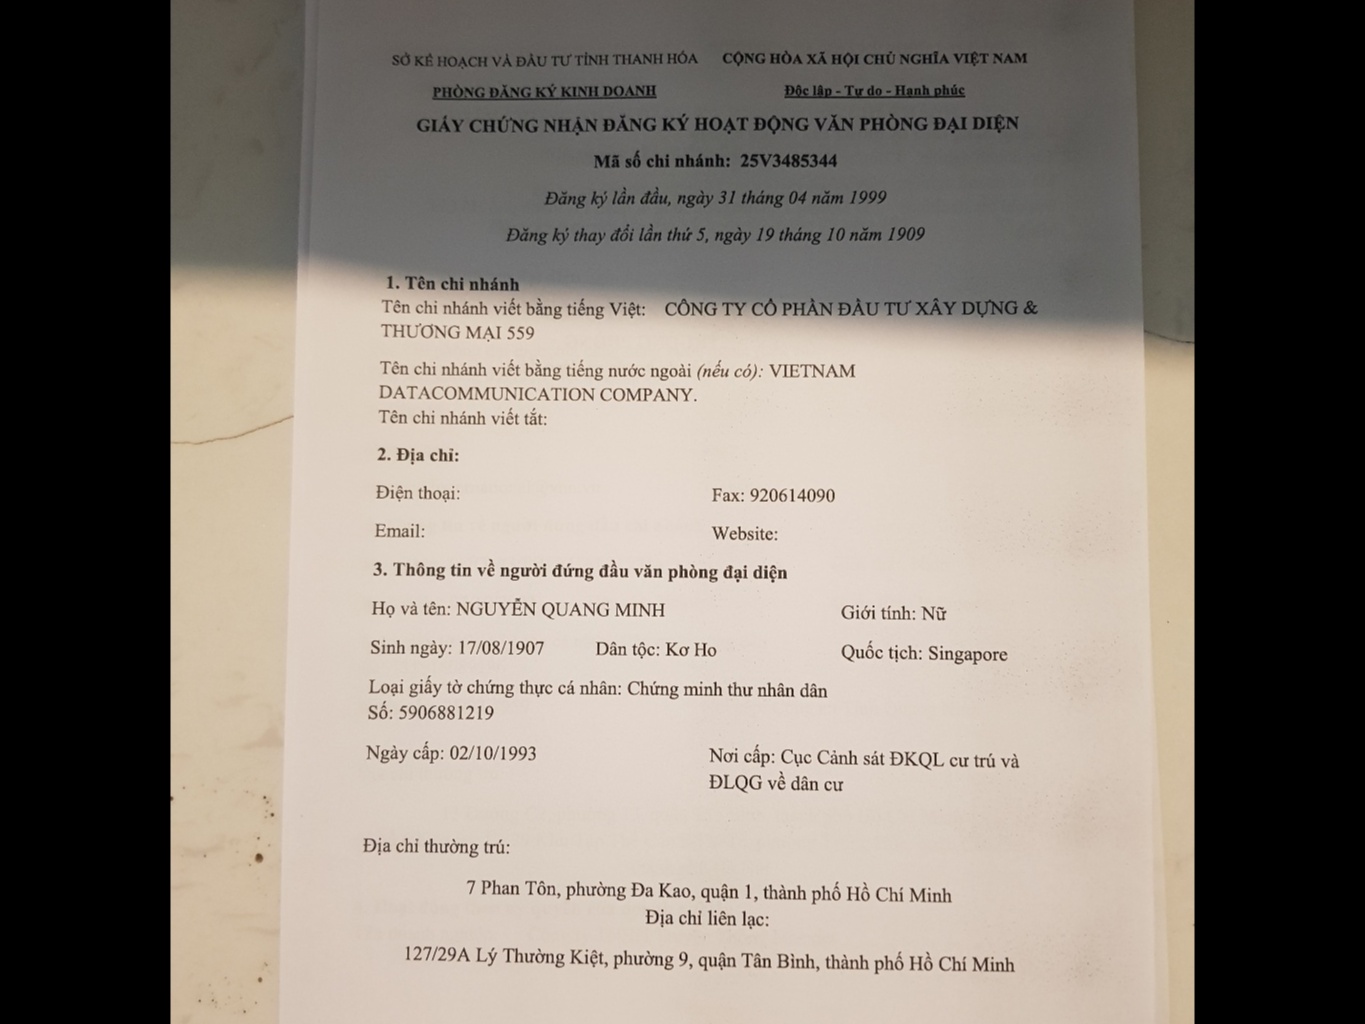 SỞ KẾ HOẠCH VÀ ĐẦU TƯ TỈNH THANH HÓA CỘNG HÒA XÃ HỘI CHỦ NGHĨA VIỆT NAM
PHÒNG ĐĂNG KÝ KINH DOANH Độc lập - Tự do - Hạnh phúc
GIẤY CHỨNG NHẬN ĐĂNG KÝ HOẠT ĐỘNG VĂN PHÒNG ĐẠI DIỆN
Mã số chi nhánh: 25V3485344
Đăng ký lần đầu, ngày 31 tháng 04 năm 1999
Đăng ký thay đổi lần thứ 5, ngày 19 tháng 10 năm 1909
1. Tên chi nhánh
Tên chi nhánh viết bằng tiếng Việt: CÔNG TY CỔ PHẦN ĐẦU TƯ XÂY DỰNG &
THƯƠNG MẠI 559
Tên chi nhánh viết bằng tiếng nước ngoài (nếu có): VIETNAM
DATACOMMUNICATION COMPANY.
Tên chi nhánh viết tắt:
2. Địa chỉ:
Điện thoại: Fax: 920614090
Email: Website:
3. Thông tin về người đứng đầu văn phòng đại diện
Họ và tên: NGUYỄN QUANG MINH Giới tính: Nữ
Sinh ngày: 17/08/1907 Dân tộc: Kơ Ho Quốc tịch: Singapore
Loại giấy tờ chứng thực cá nhân: Chứng minh thư nhân dân
Số: 5906881219
Ngày cấp: 02/10/1993 Nơi cấp: Cục Cảnh sát ĐKQL cư trú và
ĐLQG về dân cư
Địa chỉ thường trú:
7 Phan Tôn, phường Đa Kao, quận 1, thành phố Hồ Chí Minh
Địa chỉ liên lạc:
127/29A Lý Thường Kiệt, phường 9, quận Tân Bình, thành phố Hồ Chí Minh